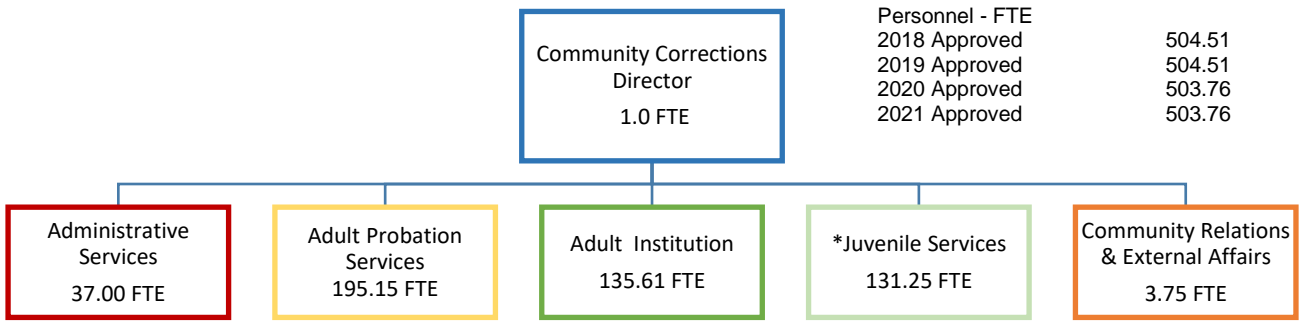 Community Corrections
Director
1.0 FTE
Personnel - FTE
2018 Approved 504.51
2019 Approved 504.51
2020 Approved 503.76
2021 Approved 503.76
Administrative
Services
37.00 FTE
Adult Probation
Services
195.15 FTE
Adult Institution
135.61 FTE
*Juvenile Services
131.25 FTE
Community Relations
& External Affairs
3.75 FTE